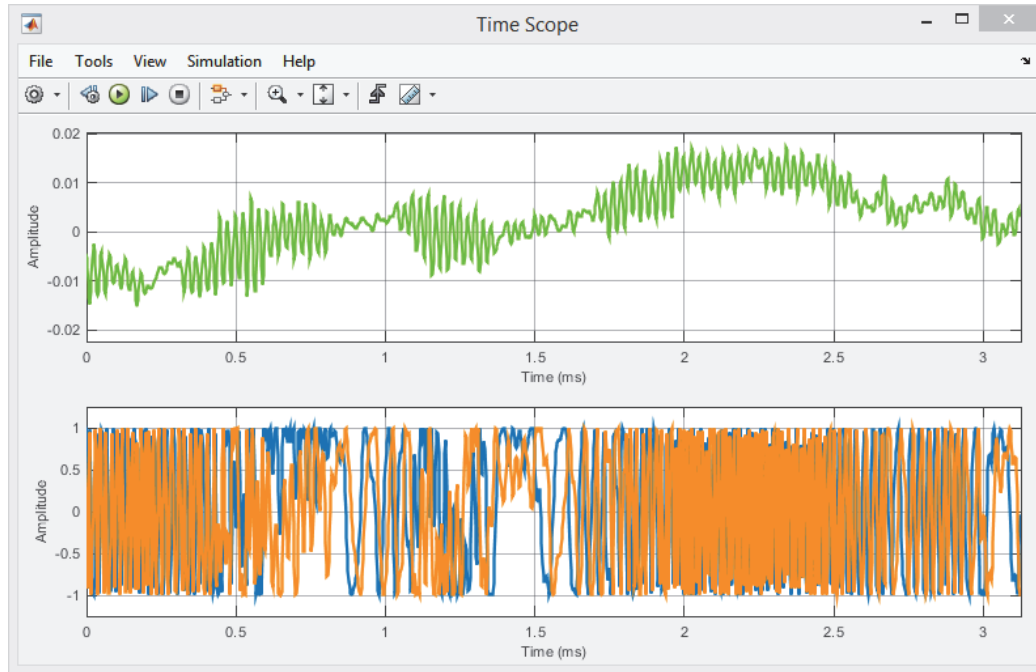 Time Scope
File Tools View Simulation Help
0.02
0.01
0
-0.01
-0.02
Amplitude
0 0.5 1 1.5 2 2.5 3
Time (ms)
1
0.5
0
-0.5
-1
Amplitude
0 0.5 1 1.5 2 2.5 3
Time (ms)